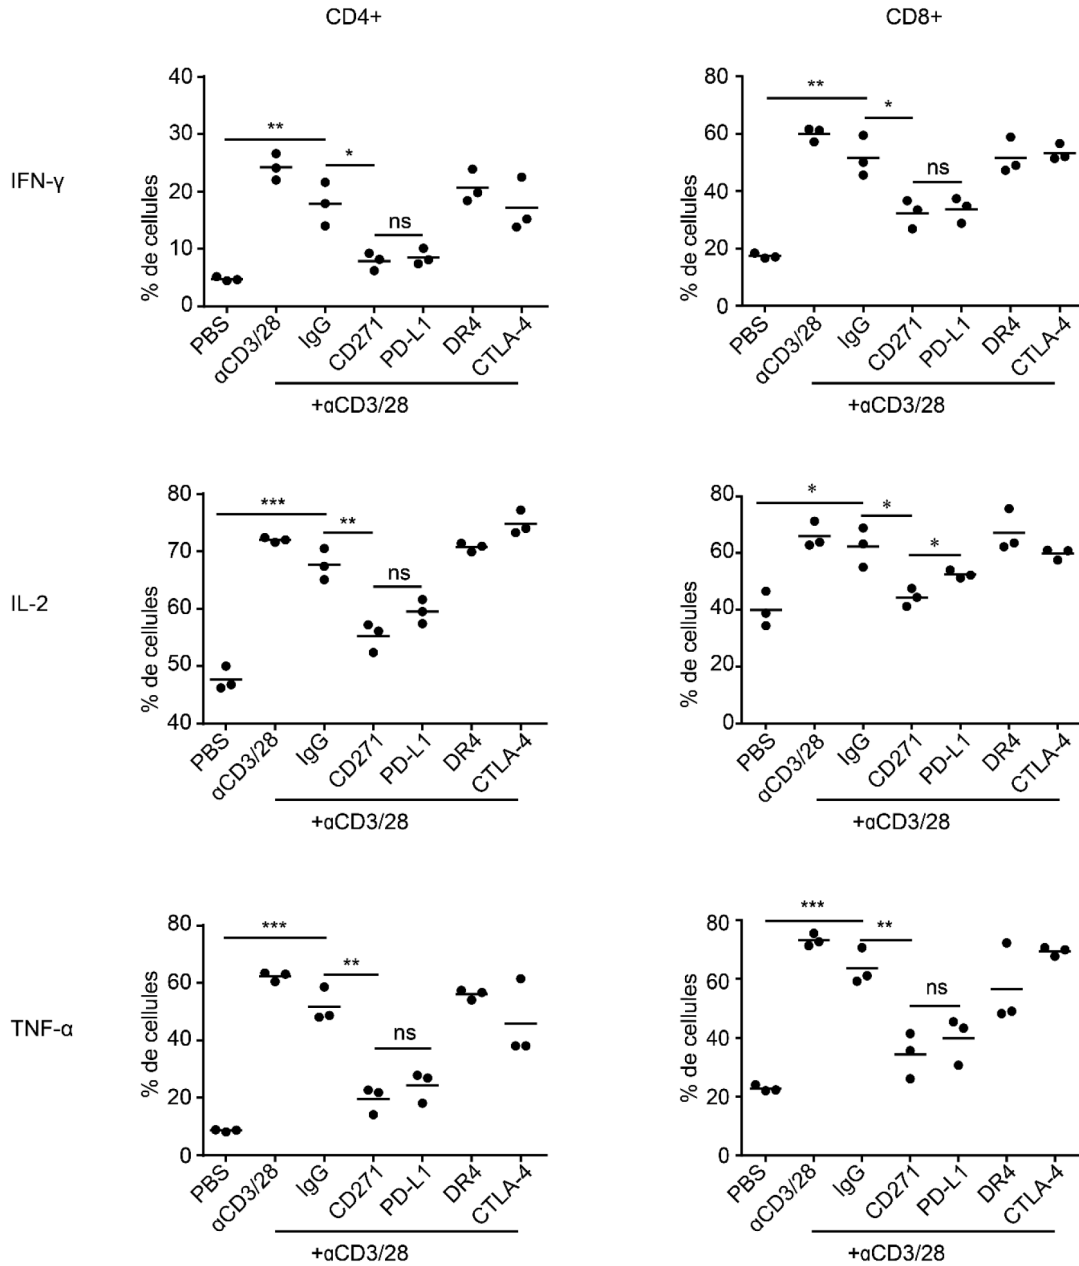 CD4+
CD8+
IFN-γ
% de cellules
40
30
20
10
0
**
*
ns
PBS
αCD3/28
IgG
CD271
PD-L1
DR4
CTLA-4
+αCD3/28
% de cellules
80
60
40
20
0
**
*
ns
PBS
αCD3/28
IgG
CD271
PD-L1
DR4
CTLA-4
+αCD3/28
IL-2
% de cellules
80
70
60
50
40
***
**
ns
PBS
αCD3/28
IgG
CD271
PD-L1
DR4
CTLA-4
+αCD3/28
% de cellules
80
60
40
20
0
*
*
*
PBS
αCD3/28
IgG
CD271
PD-L1
DR4
CTLA-4
+αCD3/28
TNF-α
% de cellules
80
60
40
20
0
***
**
ns
PBS
αCD3/28
IgG
CD271
PD-L1
DR4
CTLA-4
+αCD3/28
% de cellules
80
60
40
20
0
***
**
ns
PBS
αCD3/28
IgG
CD271
PD-L1
DR4
CTLA-4
+αCD3/28